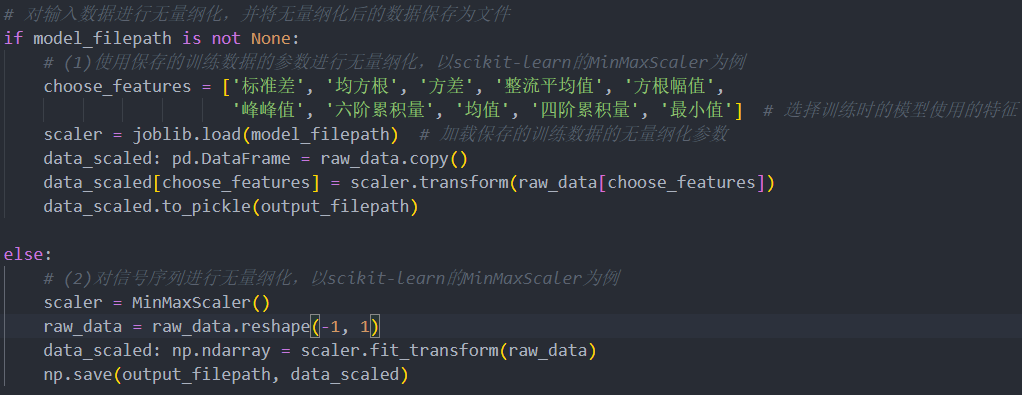 # 对输入数据进行无量纲化，并将无量纲化后的数据保存为文件
if model_filepath is not None:
    # (1)使用保存的训练数据的参数进行无量纲化，以scikit-learn的MinMaxScaler为例
    choose_features = ['标准差', '均方根', '方差', '整流平均值', '方根幅值',
                       '峰峰值', '六阶累积量', '均值', '四阶累积量', '最小值']  # 选择训练时的模型使用的特征
    scaler = joblib.load(model_filepath)  # 加载保存的训练数据的无量纲化参数
    data_scaled: pd.DataFrame = raw_data.copy()
    data_scaled[choose_features] = scaler.transform(raw_data[choose_features])
    data_scaled.to_pickle(output_filepath)
else:
    # (2)对信号序列进行无量纲化，以scikit-learn的MinMaxScaler为例
    scaler = MinMaxScaler()
    raw_data = raw_data.reshape(-1, 1)
    data_scaled: np.ndarray = scaler.fit_transform(raw_data)
    np.save(output_filepath, data_scaled)